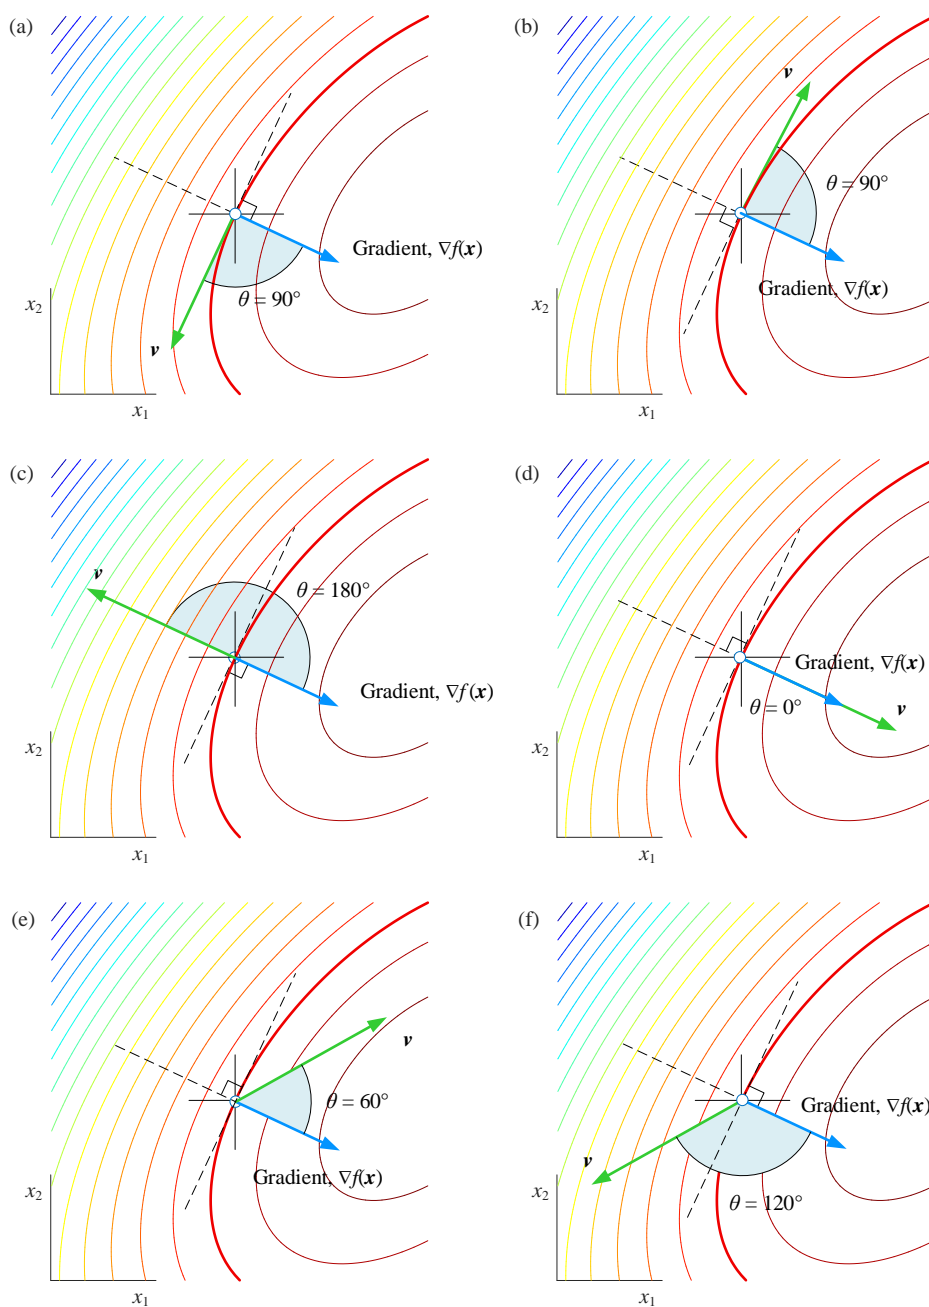 (a)
Gradient, ∇f(x)
θ = 90°
v
x2
x1
(b)
v
θ = 90°
Gradient, ∇f(x)
x2
x1
(c)
v
θ = 180°
Gradient, ∇f(x)
x2
x1
(d)
Gradient, ∇f(x)
θ = 0°
v
x2
x1
(e)
v
θ = 60°
Gradient, ∇f(x)
x2
x1
(f)
Gradient, ∇f(x)
v
θ = 120°
x2
x1